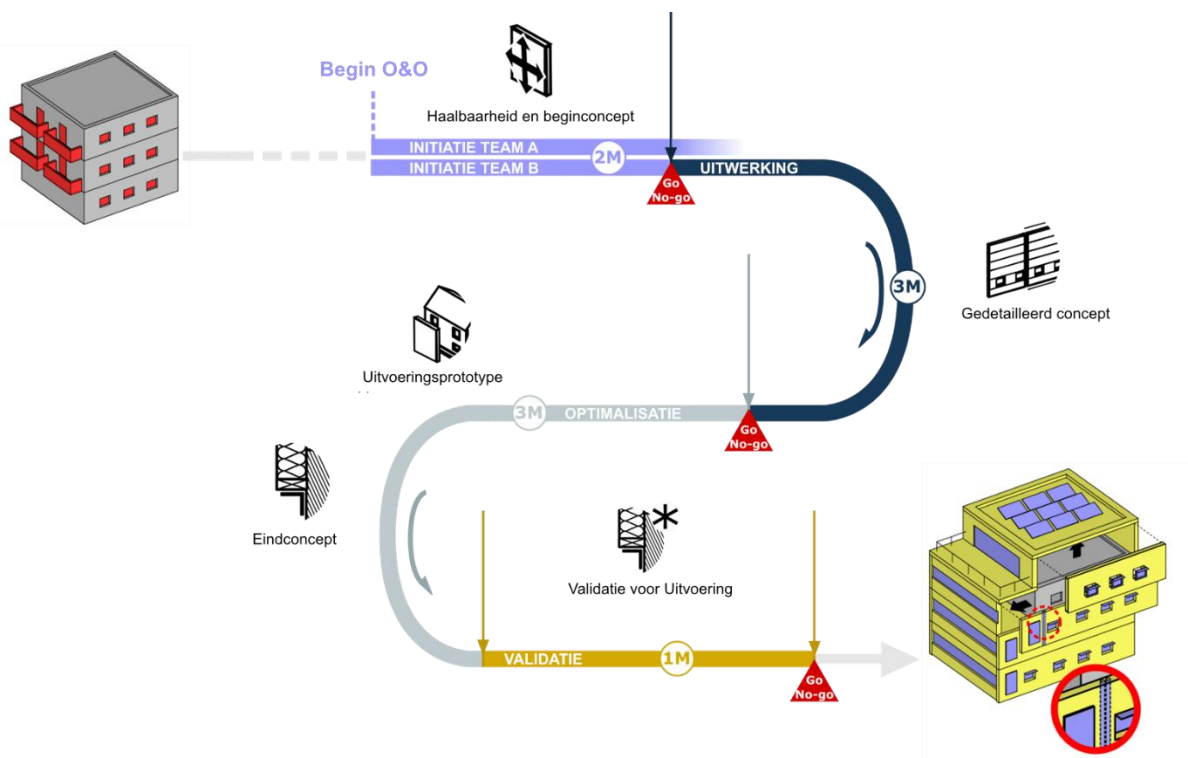 Begin O&O
Haalbaarheid en beginconcept
INITIATIE TEAM A
INITIATIE TEAM B
2M
UITWERKING
Go
No-go
3M
Gedetailleerd concept
Uitvoeringsprototype
3M
OPTIMALISATIE
Go
No-go
Eindconcept
Validatie voor Uitvoering
VALIDATIE
1M
Go
No-go